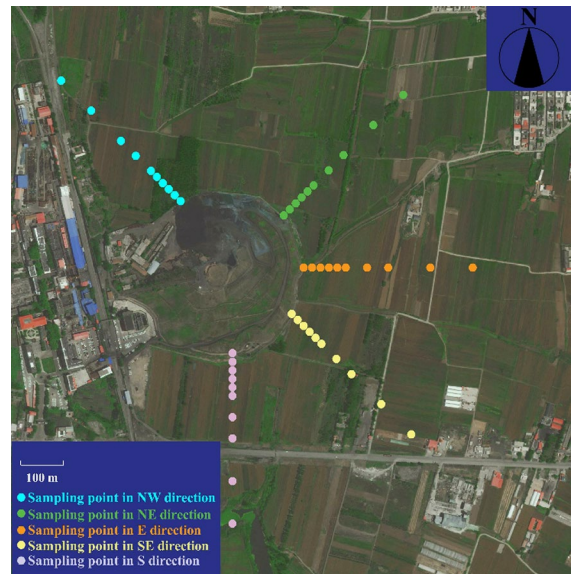 N
100 m
Sampling point in NW direction
Sampling point in NE direction
Sampling point in E direction
Sampling point in SE direction
Sampling point in S direction